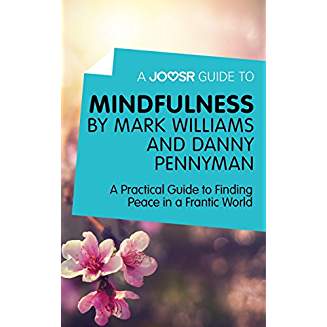 A JOOSR GUIDE TO
MINDFULNESS
BY MARK WILLIAMS
AND DANNY
PENNYMAN
A Practical Guide to Finding
Peace in a Frantic World